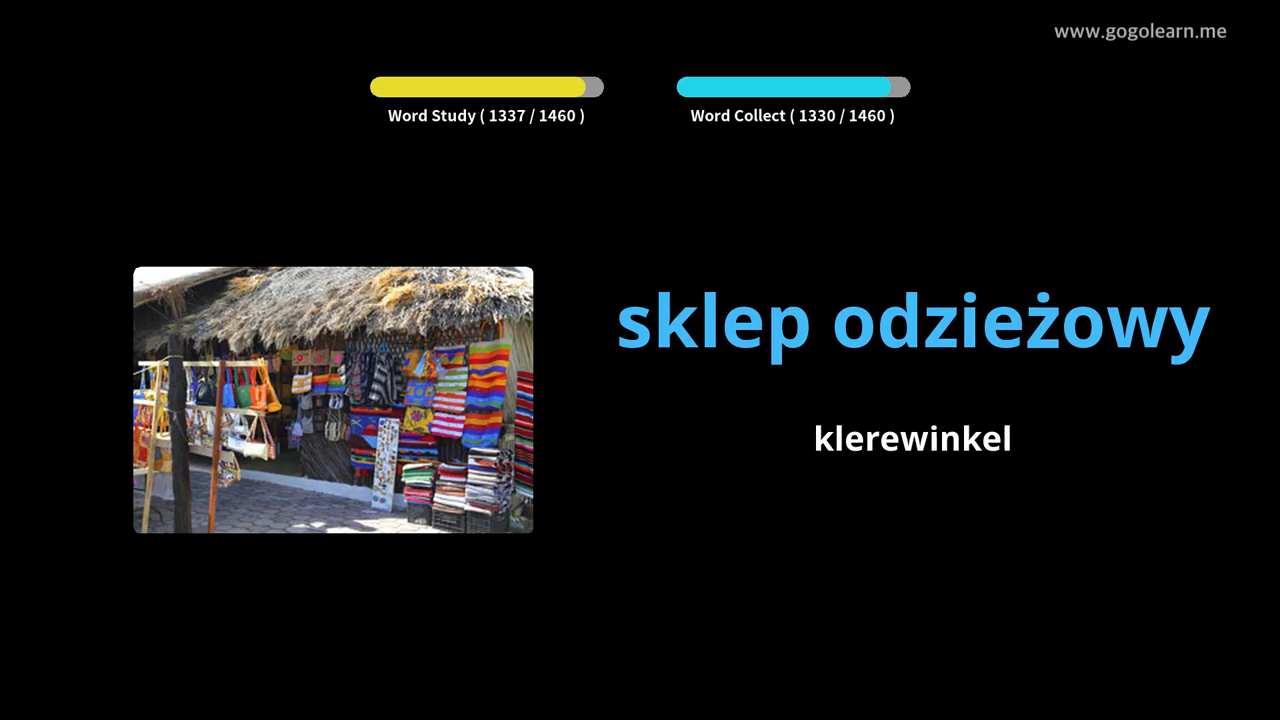 www.gogolearn.me
Word Study ( 1337 / 1460 )
Word Collect ( 1330 / 1460 )
sklep odzieżowy
klerewinkel